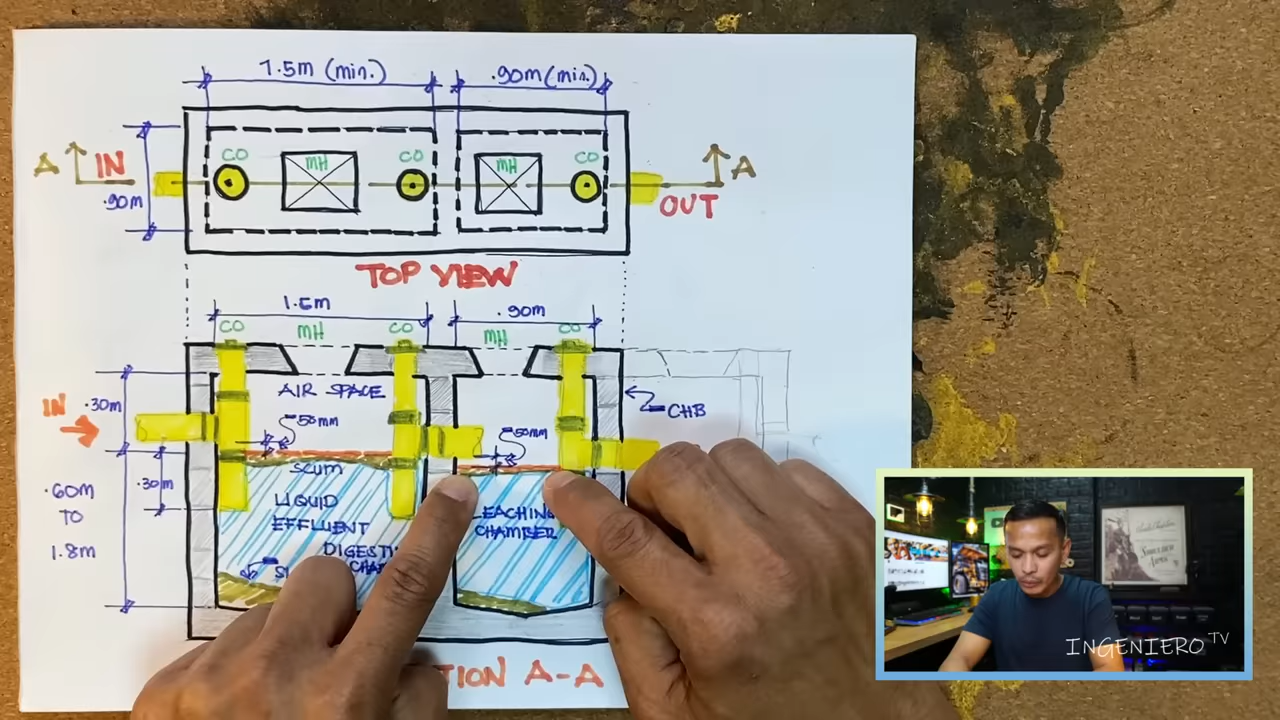 1.5m (min.)
.90m (min.)
A
IN
CO
MH
CO
MH
CO
A
.90m
OUT
TOP VIEW
1.5m
.90m
CO
MH
CO
MH
CO
IN
.30m
AIR SPACE
50mm
CHB
50mm
SCUM
.30m
.60m
TO
1.8m
LIQUID
EFFLUENT
LEACHING
CHAMBER
A-A
INGENIERO TV